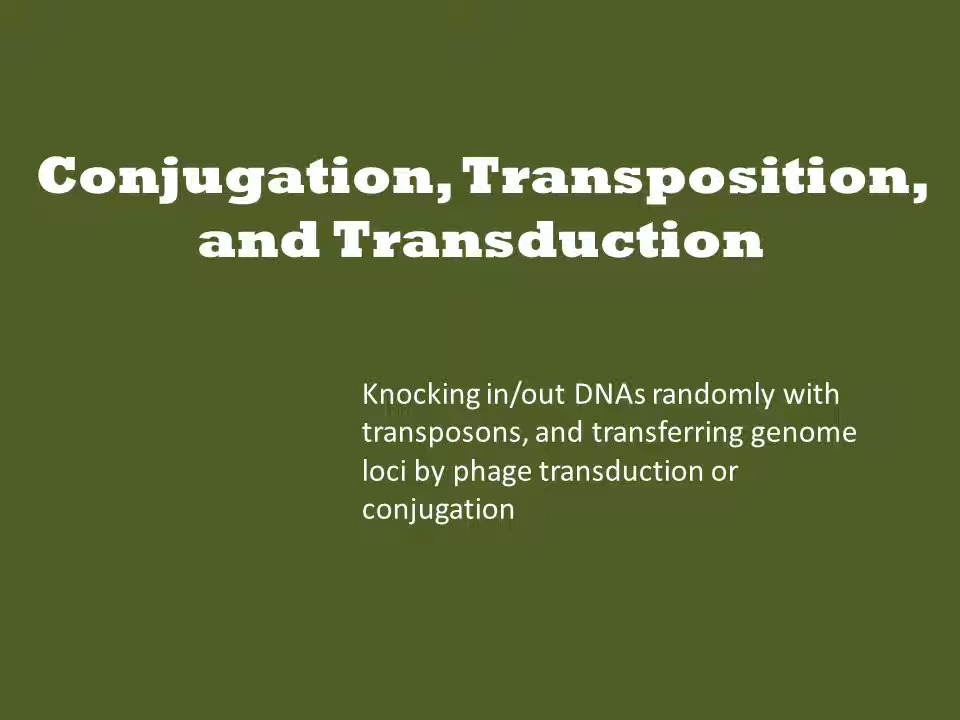 Conjugation, Transposition,
and Transduction
Knocking in/out DNAs randomly with
transposons, and transferring genome
loci by phage transduction or
conjugation